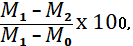 M₁ − M₂
───── x 100,
M₁ − M₀